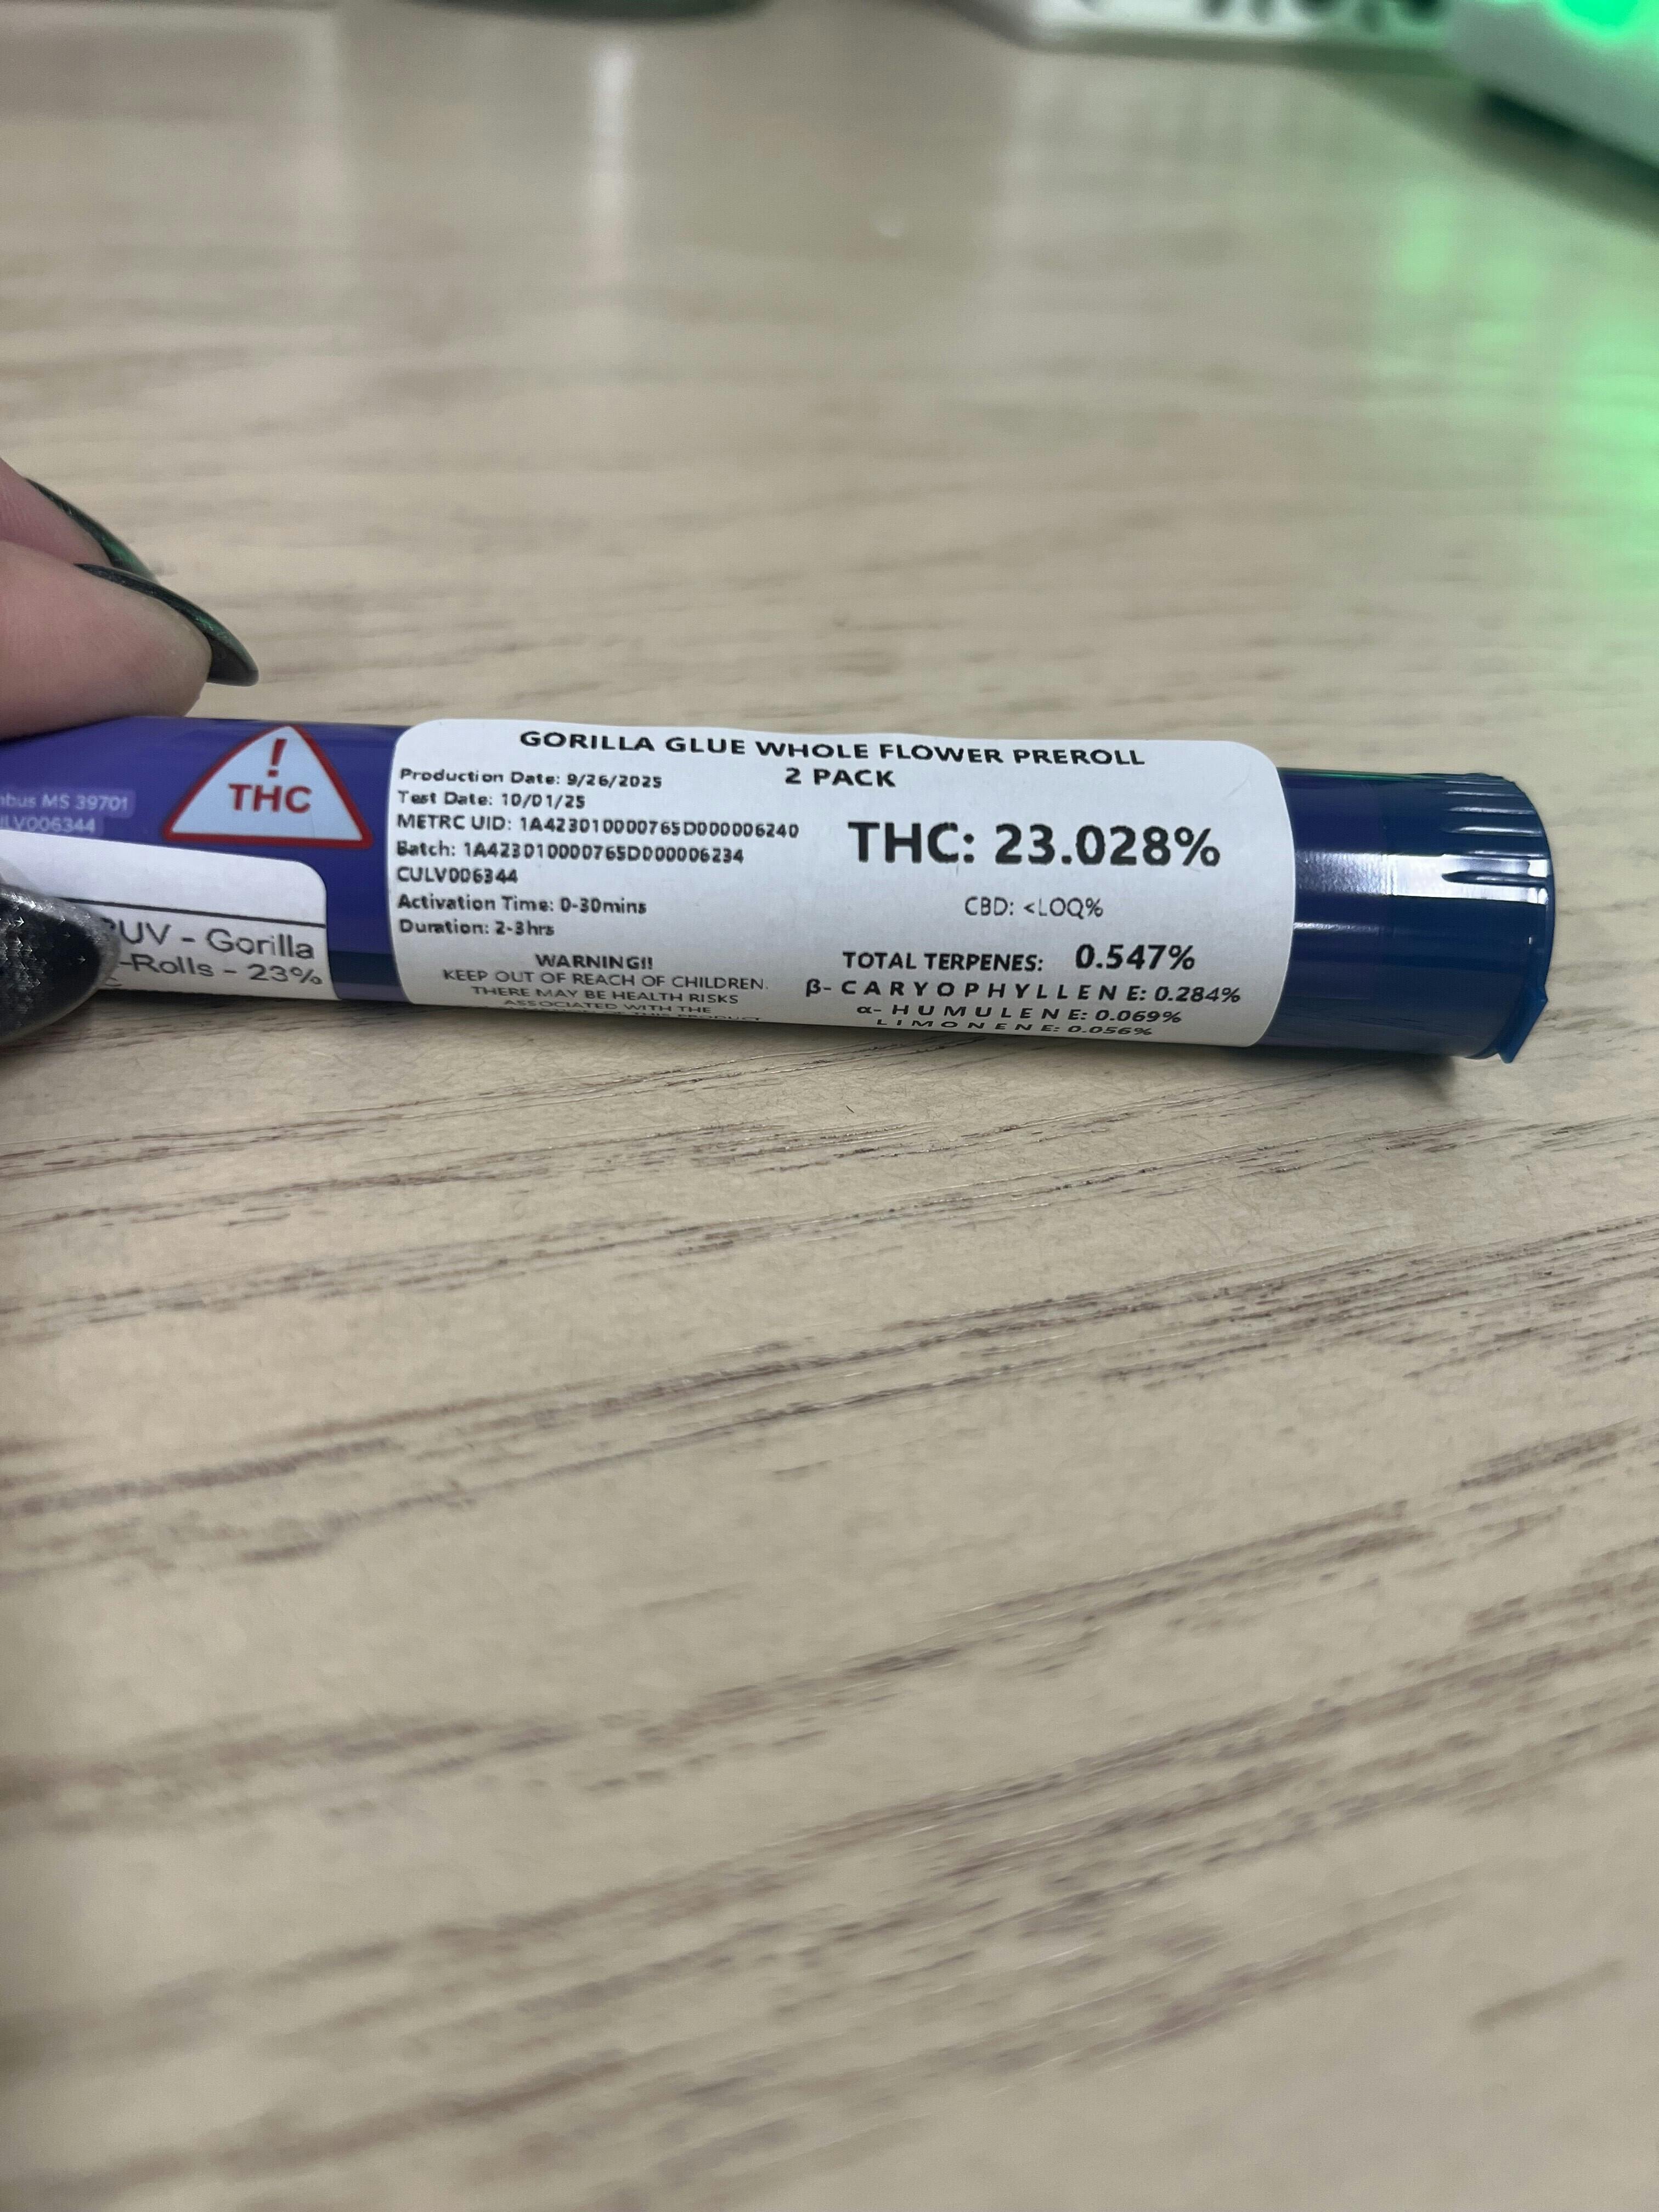 GORILLA GLUE WHOLE FLOWER PREROLL
2 PACK
Production Date: 9/26/2025
Test Date: 10/01/25
METRC UID: 1A423010000765D000006240
Batch: 1A423010000765D000006234
CULV006344
Activation Time: 0-30mins
Duration: 2-3hrs
WARNING!!
KEEP OUT OF REACH OF CHILDREN.
THERE MAY BE HEALTH RISKS
ASSOCIATED WITH THE
THIS PRODUCT
THC: 23.028%
CBD: <LOQ%
TOTAL TERPENES: 0.547%
β- CARYOPHYLLENE: 0.284%
α- HUMULENE: 0.069%
LIMONENE: 0.056%
!
THC
MS 39701
UV - Gorilla
-Rolls - 23%